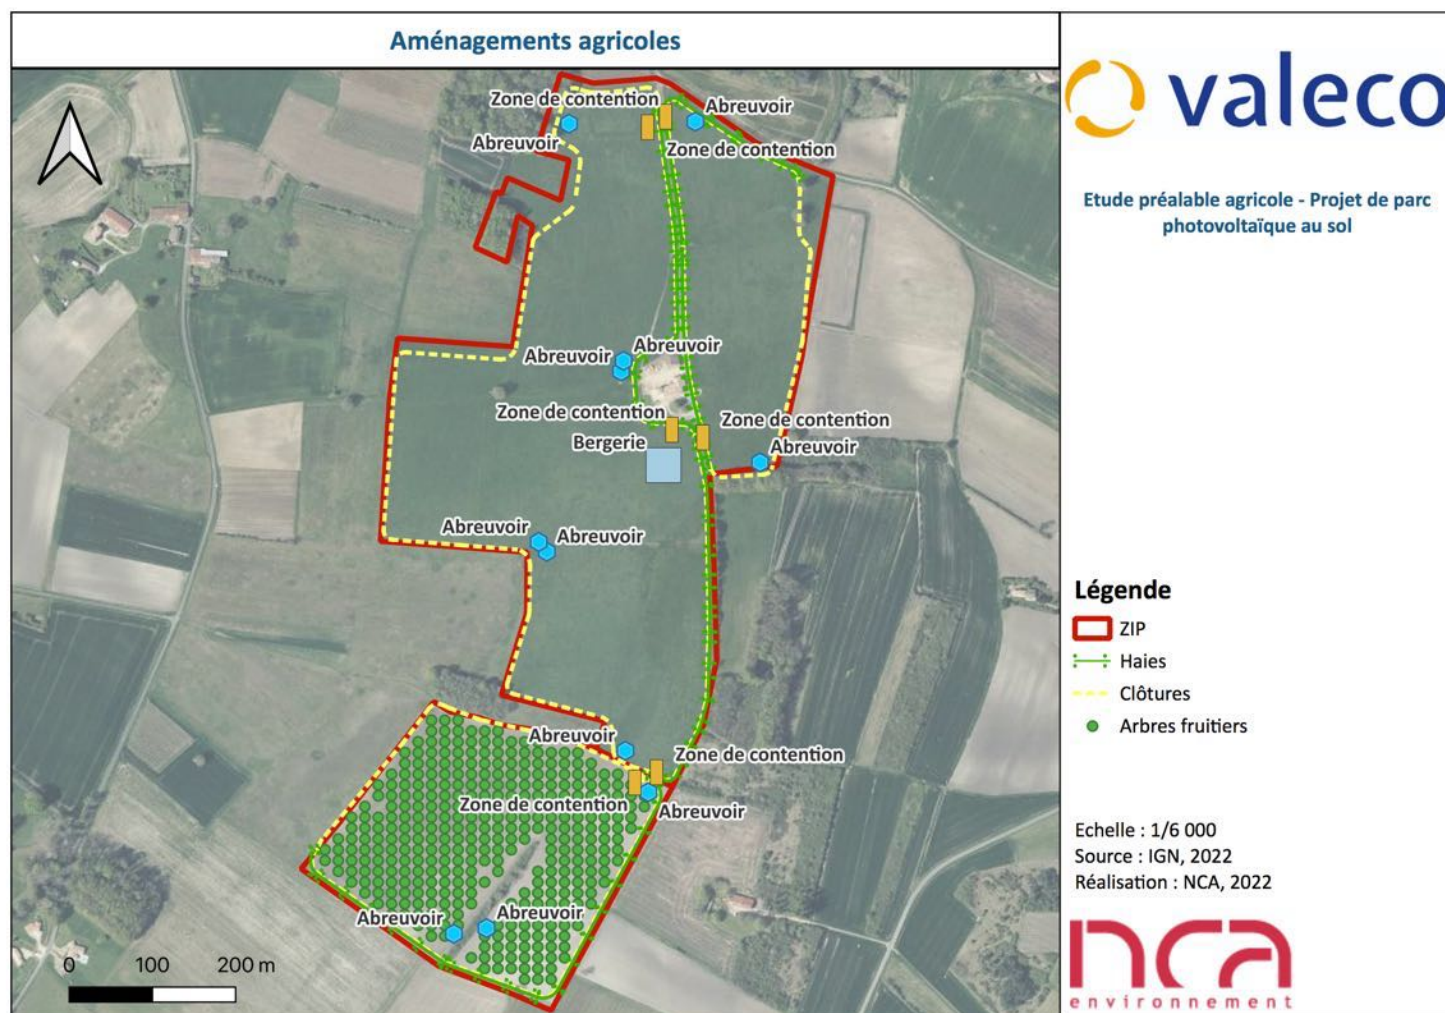 Aménagements agricoles
valeco
Etude préalable agricole - Projet de parc
photovoltaïque au sol
Zone de contention
Abreuvoir
Abreuvoir
Zone de contention
Abreuvoir
Abreuvoir
Zone de contention
Zone de contention
Bergerie
Abreuvoir
Abreuvoir
Abreuvoir
Abreuvoir
Zone de contention
Zone de contention
Abreuvoir
Abreuvoir
Abreuvoir
0 100 200 m
Légende
ZIP
Haies
Clôtures
Arbres fruitiers
Echelle : 1/6 000
Source : IGN, 2022
Réalisation : NCA, 2022
nca
environnement